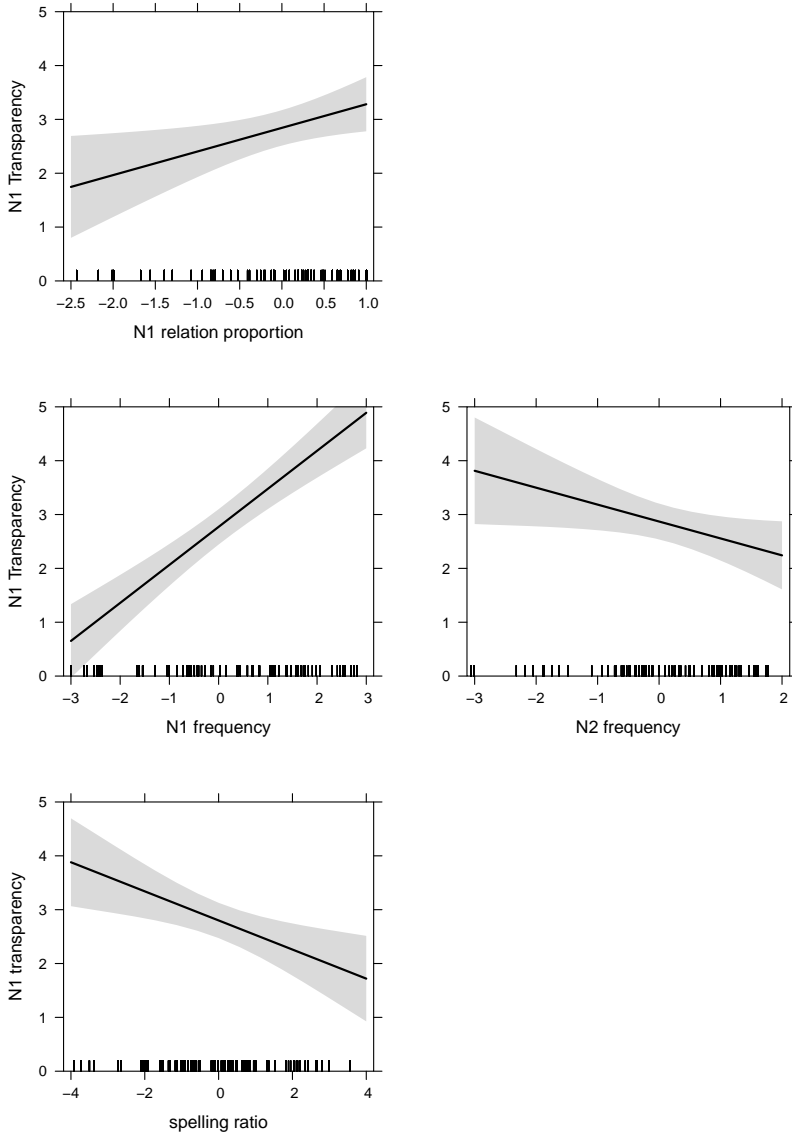 5
4
3
2
1
0
N1 Transparency
−2.5 −2.0 −1.5 −1.0 −0.5 0.0 0.5 1.0
N1 relation proportion
5
4
3
2
1
0
N1 Transparency
−3 −2 −1 0 1 2 3
N1 frequency
5
4
3
2
1
0
−3 −2 −1 0 1 2
N2 frequency
5
4
3
2
1
0
N1 transparency
−4 −2 0 2 4
spelling ratio